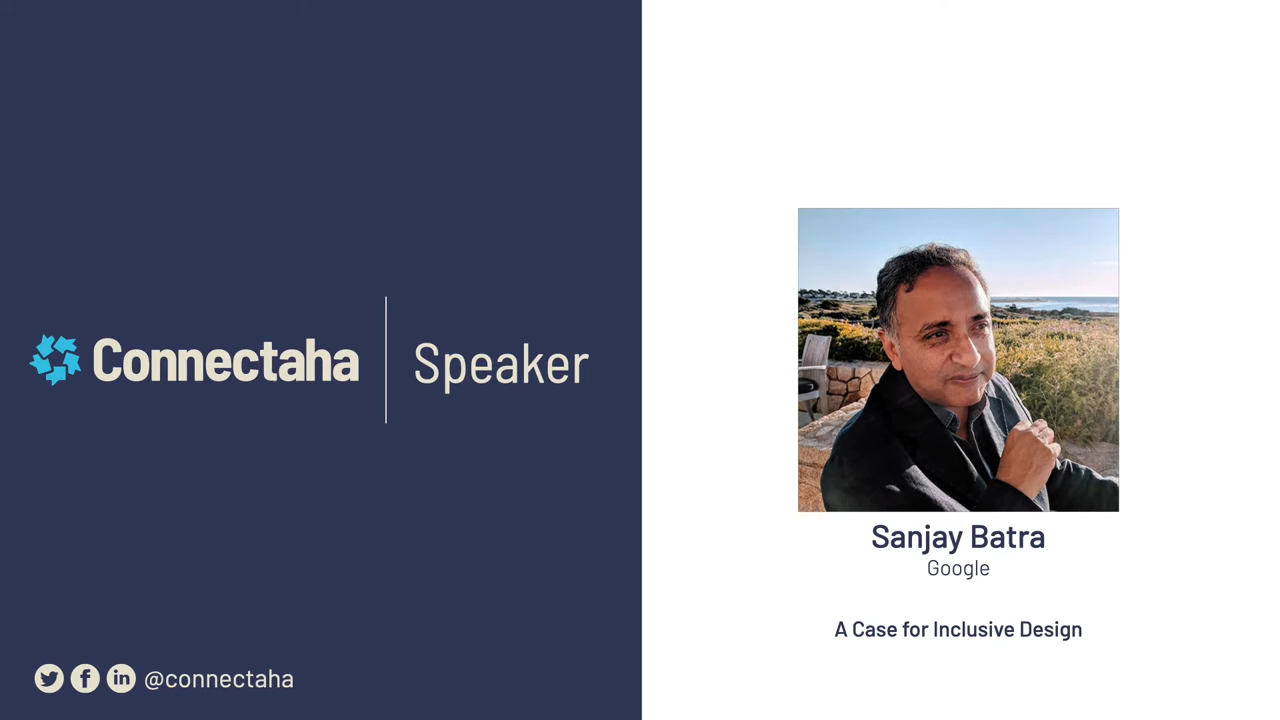 Connectaha
Speaker
@connectaha
Sanjay Batra
Google
A Case for Inclusive Design